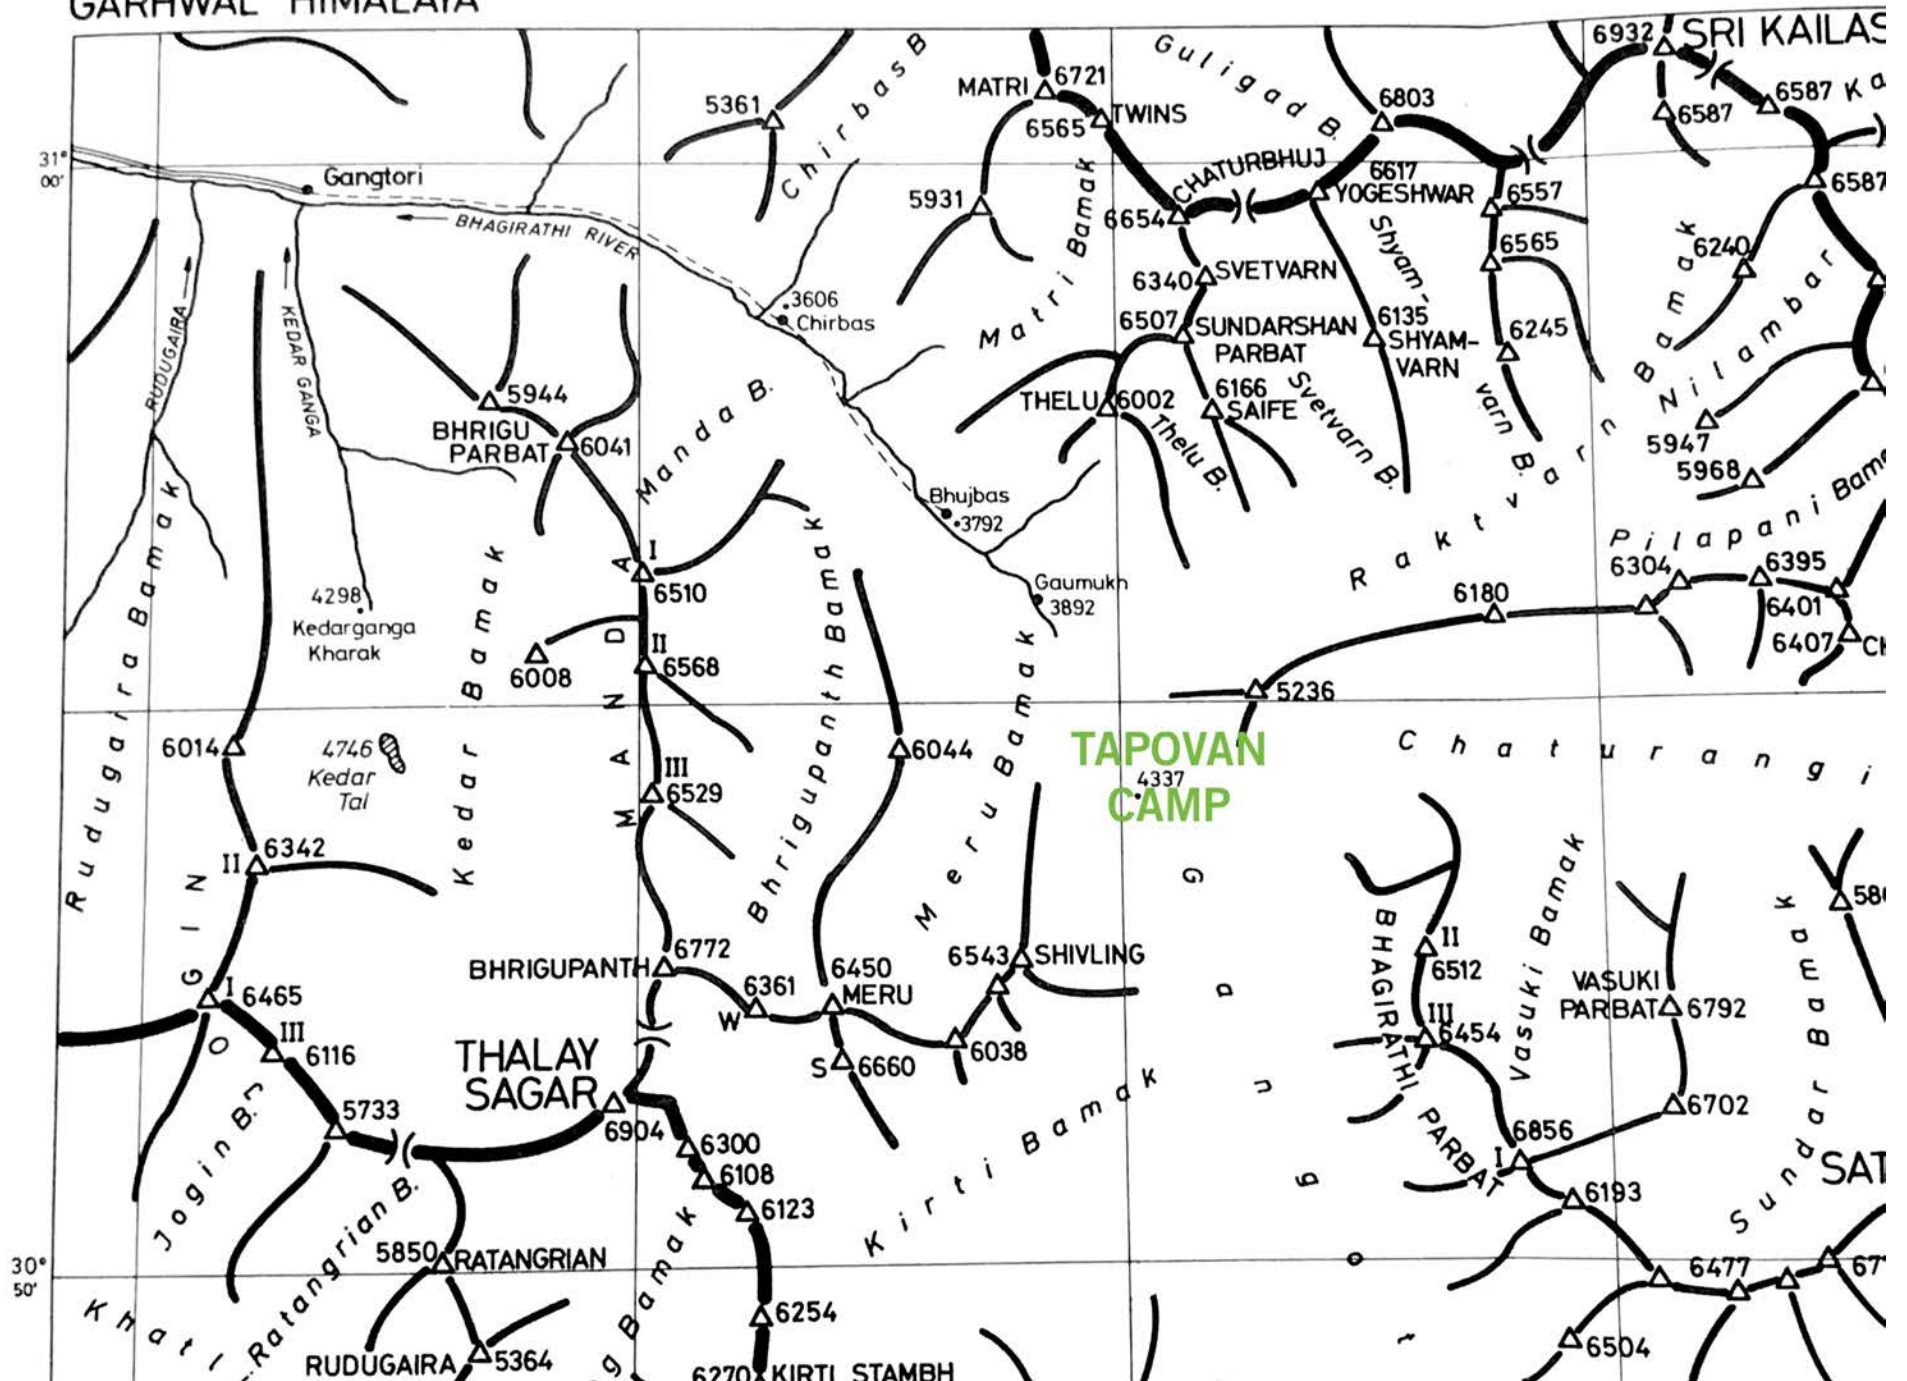 GARHWAL HIMALAYA
6932 SRI KAILAS
Guligad B.
Chirbas B
MATRI 6721
5361
6565 TWINS
6803
6587
6587
Ka
31°
00'
Gangtori
BHAGIRATHI RIVER
5931
Matri Bamak
6654 CHATURBHUJ
6617
YOGESHWAR
6557
6587
RUDUGAIRA
KEDAR GANGA
.3606
Chirbas
6340 SVETVARN
Shyam-
varn B.
6565
6240
6507 SUNDARSHAN
PARBAT
6135
SHYAM-
VARN
6245
Nilambar
5944
BHRIGU
PARBAT 6041
Manda B.
THELU 6002
Thelu B.
6166
SAIFE
Svetvarn B.
Raktvarn Bamak
5947
5968
Pilapani Bama
Bhujbas
.3792
Gaumukh
3892
Rudugaira Bamak
4298
Kedarganga
Kharak
Kedar Bamak
MANDA
I
6510
II
6568
6008
III
6529
Bhrigupanth Bamak
Meru Bamak
6180
6304
6395
6401
6407 CH
5236
6014
4746
Kedar
Tal
6044
TAPOVAN
CAMP
4337
Chaturangi
II 6342
JOGIN
I
6465
III
6116
5733
BHRIGUPANTH 6772
6361
W
6450
MERU
S 6660
6543 SHIVLING
6038
Gangot
BHAGIRATHI
PARBAT
II
6512
III
6454
Vasuki Bamak
VASUKI
PARBAT 6792
6702
Sundar Bamak
580
THALAY
SAGAR
6904
6300
6108
6123
Kirti Bamak
6856
I
6193
SAT
Jogin B.
Ratangrian B.
30°
50'
5850 RATANGRIAN
g Bamak
6254
6477
677
Khatl
RUDUGAIRA 5364
6270 KIRTI STAMBH
6504